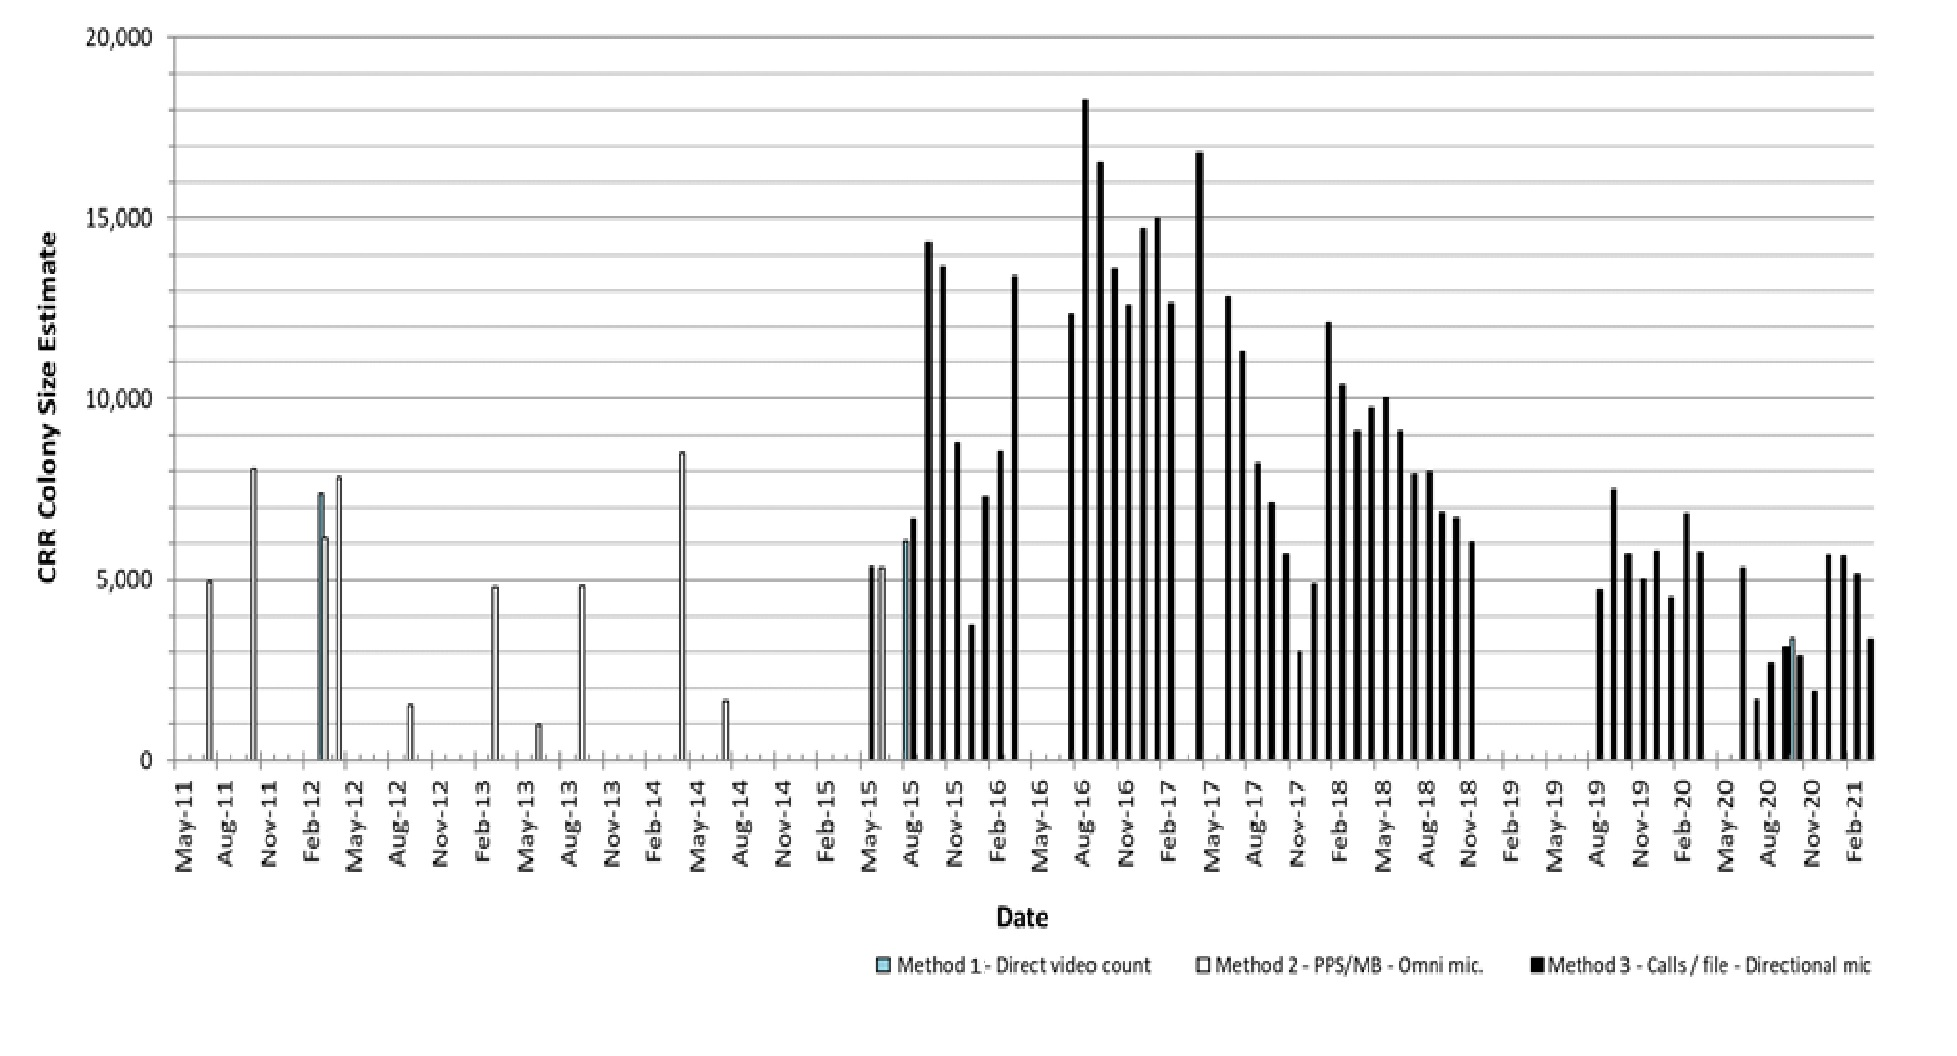 20,000
15,000
10,000
5,000
0
CRR Colony Size Estimate
May-11 Aug-11 Nov-11 Feb-12 May-12 Aug-12 Nov-12 Feb-13 May-13 Aug-13 Nov-13 Feb-14 May-14 Aug-14 Nov-14 Feb-15 May-15 Aug-15 Nov-15 Feb-16 May-16 Aug-16 Nov-16 Feb-17 May-17 Aug-17 Nov-17 Feb-18 May-18 Aug-18 Nov-18 Feb-19 May-19 Aug-19 Nov-19 Feb-20 May-20 Aug-20 Nov-20 Feb-21
Date
Method 1 - Direct video count Method 2 - PPS/MB - Omni mic. Method 3 - Calls / file - Directional mic